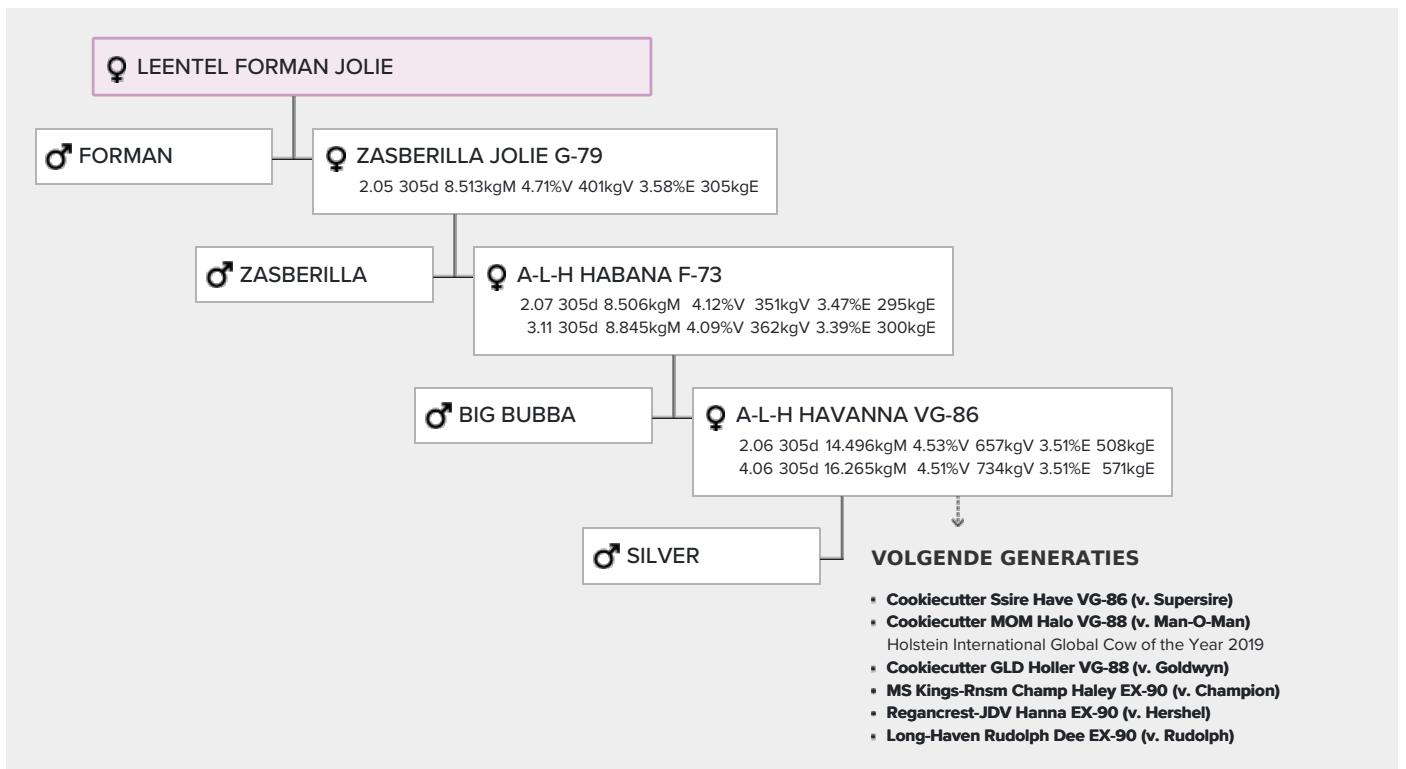 LEENTEL FORMAN JOLIE
FORMAN
ZASBERILLA JOLIE G-79
2.05 305d 8.513kgM 4.71%V 401kgV 3.58%E 305kgE
ZASBERILLA
A-L-H HABANA F-73
2.07 305d 8.506kgM 4.12%V 351kgV 3.47%E 295kgE
3.11 305d 8.845kgM 4.09%V 362kgV 3.39%E 300kgE
BIG BUBBA
A-L-H HAVANNA VG-86
2.06 305d 14.496kgM 4.53%V 657kgV 3.51%E 508kgE
4.06 305d 16.265kgM 4.51%V 734kgV 3.51%E 571kgE
SILVER
VOLGENDE GENERATIES
▪ Cookiecutter Ssire Have VG-86 (v. Supersire)
▪ Cookiecutter MOM Halo VG-88 (v. Man-O-Man)
Holstein International Global Cow of the Year 2019
▪ Cookiecutter GLD Holler VG-88 (v. Goldwyn)
▪ MS Kings-Rnsm Champ Haley EX-90 (v. Champion)
▪ Regancrest-JDV Hanna EX-90 (v. Hershel)
▪ Long-Haven Rudolph Dee EX-90 (v. Rudolph)